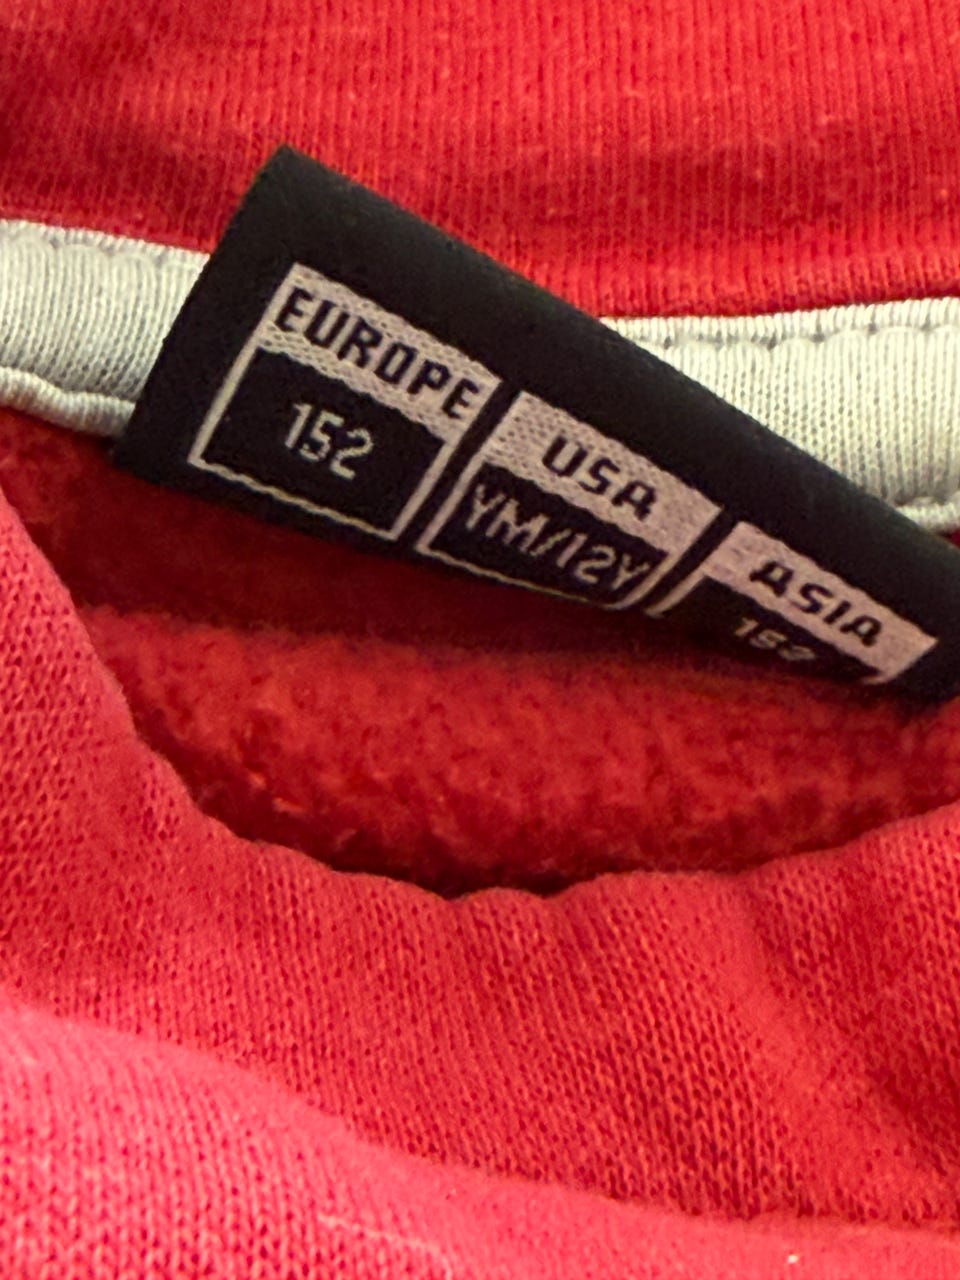 EUROPE
152
USA
YM/12Y
ASIA
152